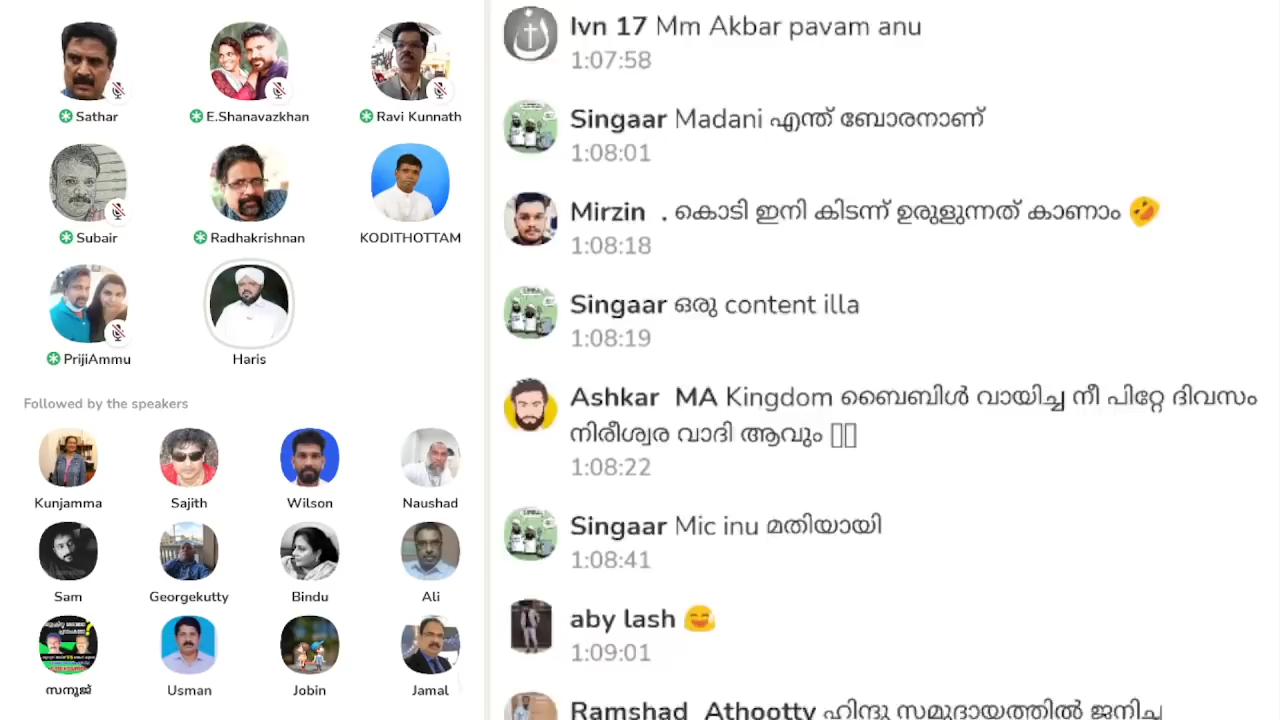 Sathar
E.Shanavazkhan
Ravi Kunnath
Subair
Radhakrishnan
KODITHOTTAM
PrijiAmmu
Haris
Followed by the speakers
Kunjamma
Sajith
Wilson
Naushad
Sam
Georgekutty
Bindu
Ali
സനൂജ്
Usman
Jobin
Jamal
Ivn 17 Mm Akbar pavam anu
1:07:58
Singaar Madani എന്ത് ബോരനാണ്
1:08:01
Mirzin . കൊടി ഇനി കിടന്ന് ഉരുളുന്നത് കാണാം 🤣
1:08:18
Singaar ഒരു content illa
1:08:19
Ashkar MA Kingdom ബൈബിൾ വായിച്ച നീ പിറ്റേ ദിവസം
നിരീശ്വര വാദി ആവും
1:08:22
Singaar Mic inu മതിയായി
1:08:41
aby lash 😄
1:09:01
Ramshad Athootty ഹിന്ദു സമുദായത്തിൽ ജനിച്ച